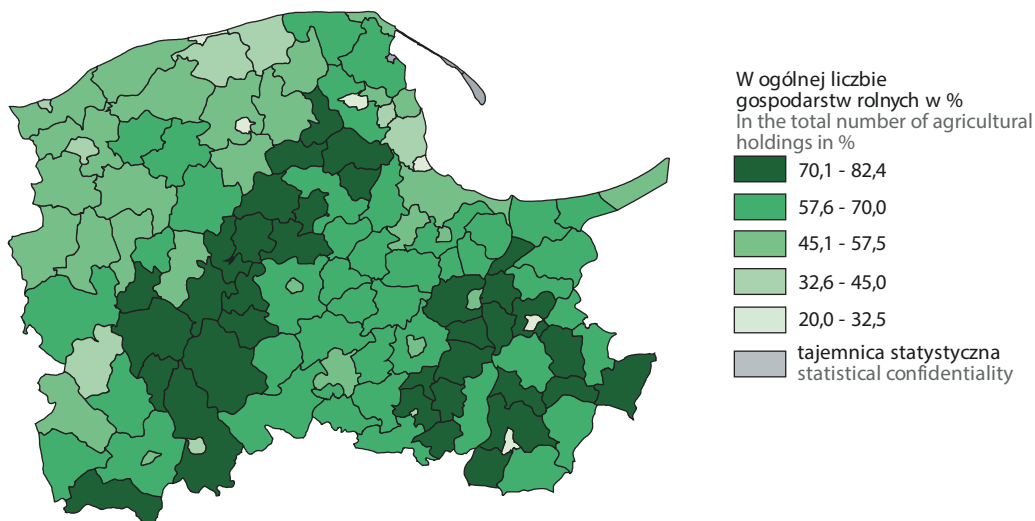 W ogólnej liczbie
gospodarstw rolnych w %
In the total number of agricultural
holdings in %
70,1 - 82,4
57,6 - 70,0
45,1 - 57,5
32,6 - 45,0
20,0 - 32,5
tajemnica statystyczna
statistical confidentiality